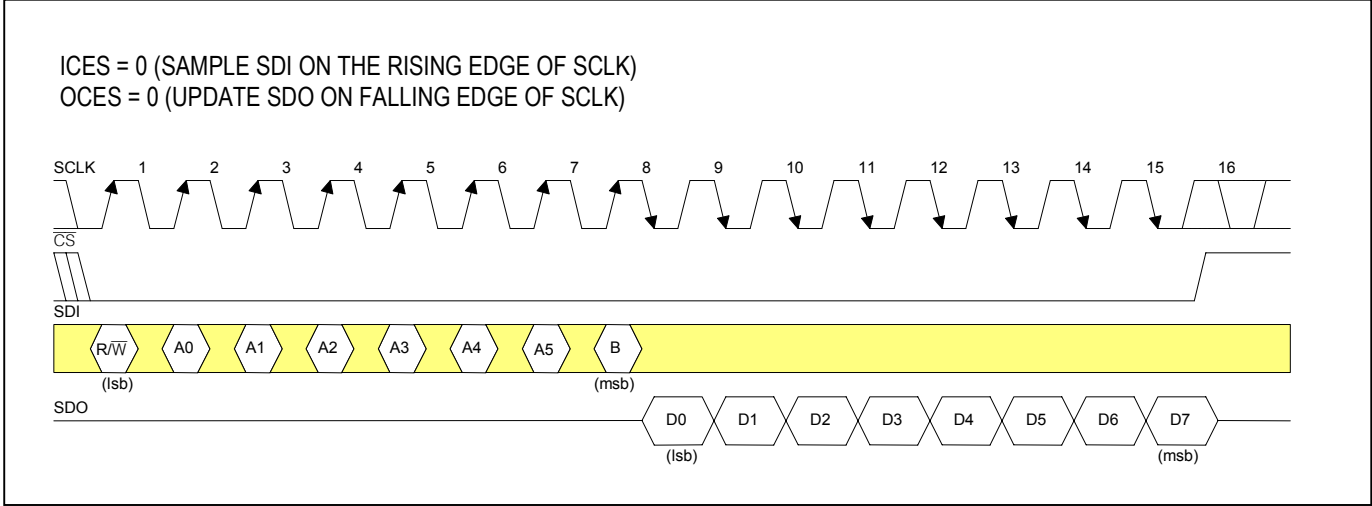 ICES = 0 (SAMPLE SDI ON THE RISING EDGE OF SCLK)
OCES = 0 (UPDATE SDO ON FALLING EDGE OF SCLK)
SCLK 1 2 3 4 5 6 7 8 9 10 11 12 13 14 15 16
C̅S̅
SDI
R/W̅ A0 A1 A2 A3 A4 A5 B
(lsb) (msb)
SDO
D0 D1 D2 D3 D4 D5 D6 D7
(lsb) (msb)